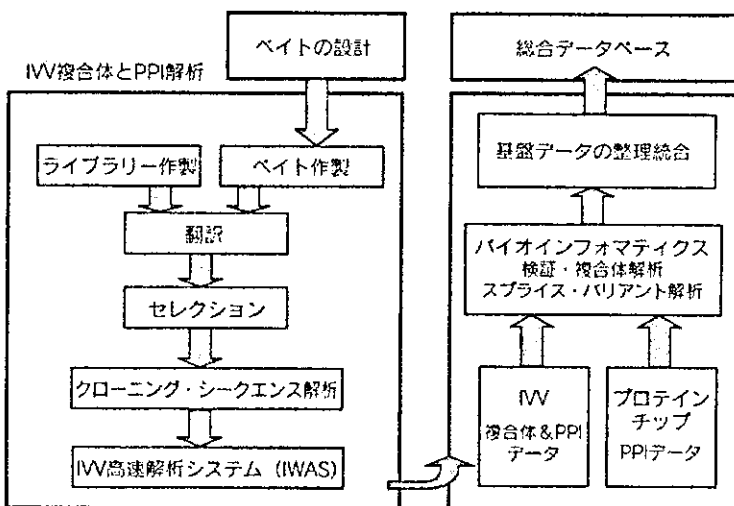 ベイトの設計
IVV複合体とPPI解析
ライブラリー作製
ベイト作製
翻訳
セレクション
クローニング・シークエンス解析
IVV高速解析システム（IWAS）
総合データベース
基盤データの整理統合
バイオインフォマティクス
検証・複合体解析
スプライス・バリアント解析
IVV
複合体＆PPI
データ
プロテイン
チップ
PPIデータ